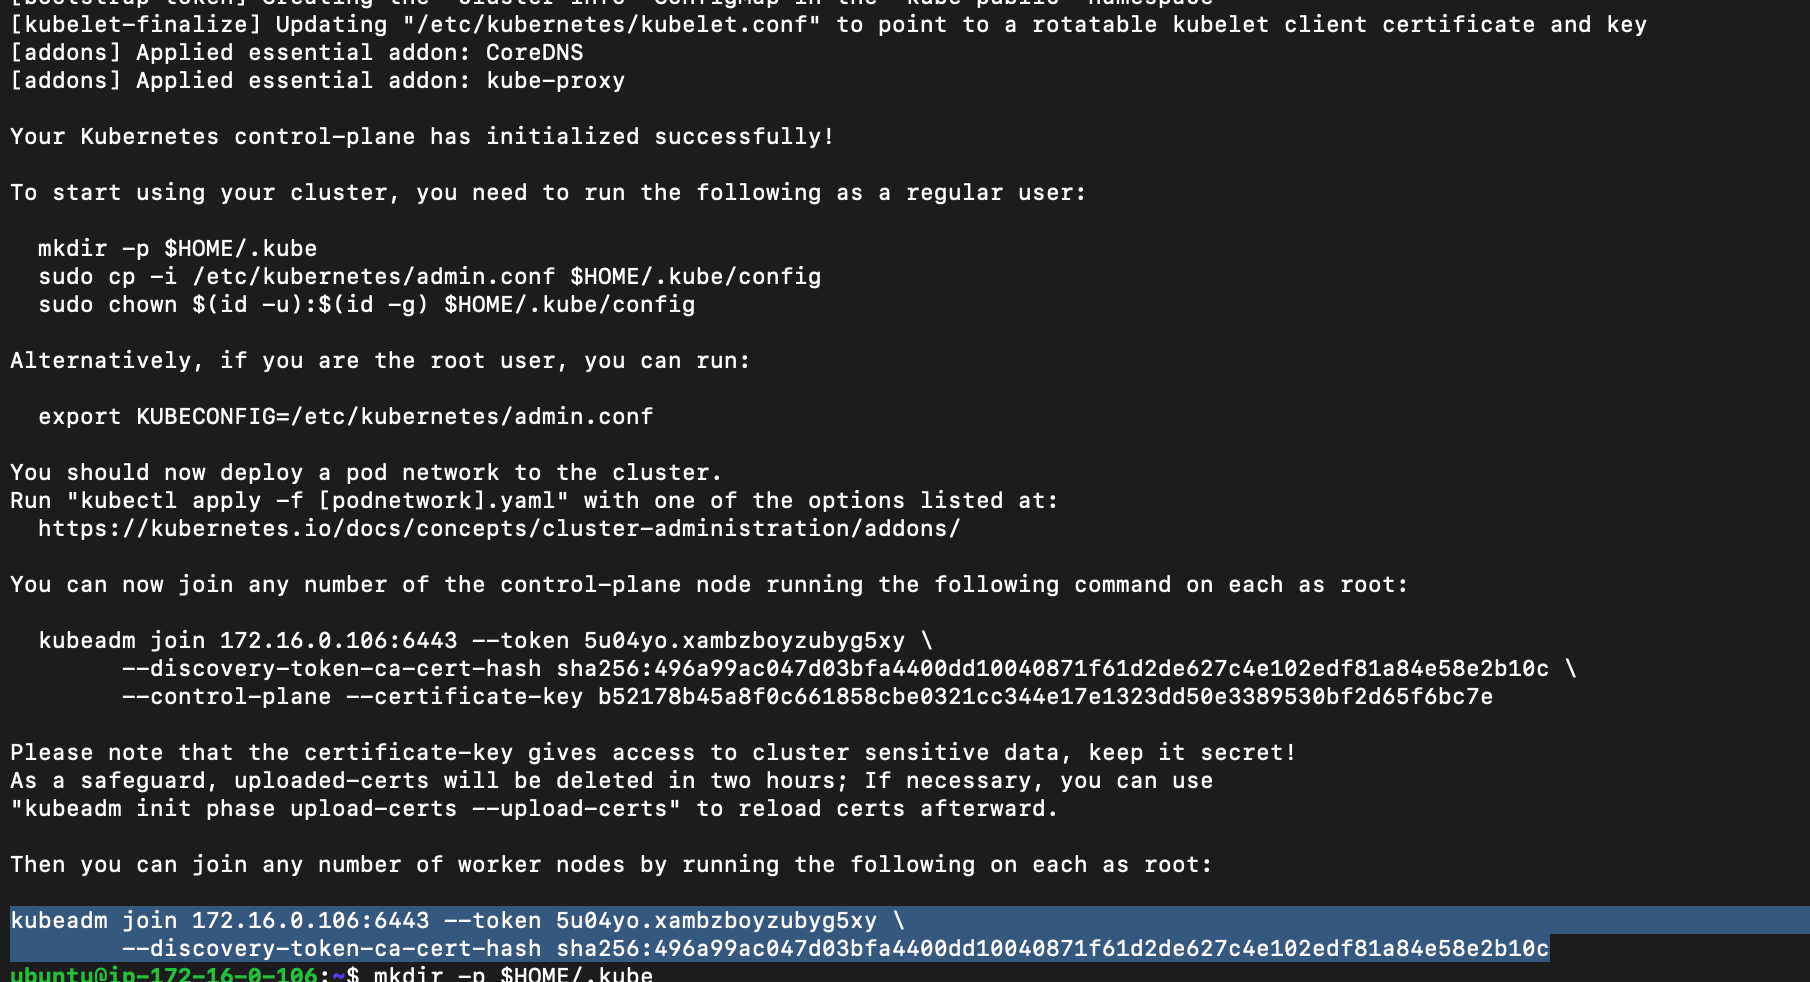 [bootstrap-token] Creating the "cluster-info" ConfigMap in the "kube-public" namespace
[kubelet-finalize] Updating "/etc/kubernetes/kubelet.conf" to point to a rotatable kubelet client certificate and key
[addons] Applied essential addon: CoreDNS
[addons] Applied essential addon: kube-proxy
Your Kubernetes control-plane has initialized successfully!
To start using your cluster, you need to run the following as a regular user:
mkdir -p $HOME/.kube
sudo cp -i /etc/kubernetes/admin.conf $HOME/.kube/config
sudo chown $(id -u):$(id -g) $HOME/.kube/config
Alternatively, if you are the root user, you can run:
export KUBECONFIG=/etc/kubernetes/admin.conf
You should now deploy a pod network to the cluster.
Run "kubectl apply -f [podnetwork].yaml" with one of the options listed at:
https://kubernetes.io/docs/concepts/cluster-administration/addons/
You can now join any number of the control-plane node running the following command on each as root:
kubeadm join 172.16.0.106:6443 --token 5u04yo.xambzboyzubyg5xy \
--discovery-token-ca-cert-hash sha256:496a99ac047d03bfa4400dd10040871f61d2de627c4e102edf81a84e58e2b10c \
--control-plane --certificate-key b52178b45a8f0c661858cbe0321cc344e17e1323dd50e3389530bf2d65f6bc7e
Please note that the certificate-key gives access to cluster sensitive data, keep it secret!
As a safeguard, uploaded-certs will be deleted in two hours; If necessary, you can use
"kubeadm init phase upload-certs --upload-certs" to reload certs afterward.
Then you can join any number of worker nodes by running the following on each as root:
kubeadm join 172.16.0.106:6443 --token 5u04yo.xambzboyzubyg5xy \
--discovery-token-ca-cert-hash sha256:496a99ac047d03bfa4400dd10040871f61d2de627c4e102edf81a84e58e2b10c
ubuntu@ip-172-16-0-106:~$ mkdir -p $HOME/.kube